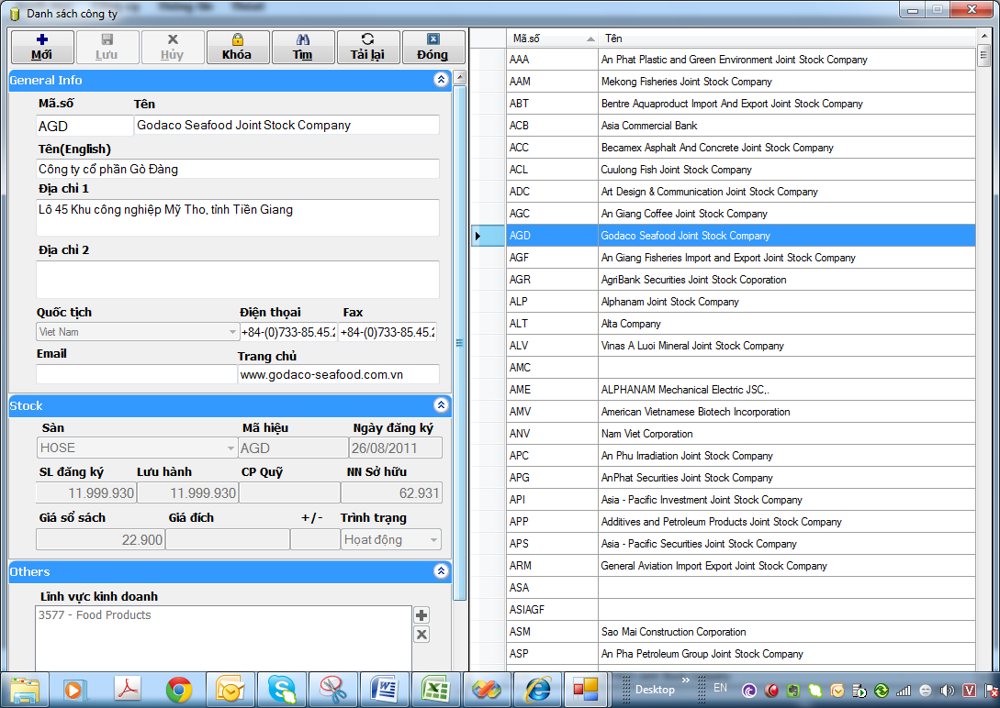 Danh sách công ty
Mới
Lưu
Hủy
Khóa
Tìm
Tải lại
Đóng
General Info
Mã.số Tên
AGD Godaco Seafood Joint Stock Company
Tên(English)
Công ty cổ phần Gò Đàng
Địa chỉ 1
Lô 45 Khu công nghiệp Mỹ Tho, tỉnh Tiền Giang
Địa chỉ 2
Quốc tịch Điện thoại Fax
Viet Nam +84-(0)733-85.45.2 +84-(0)733-85.45.2
Email Trang chủ
www.godaco-seafood.com.vn
Stock
Sàn Mã hiệu Ngày đăng ký
HOSE AGD 26/08/2011
SL đăng ký Lưu hành CP Quỹ NN Sở hữu
11.999.930 11.999.930 62.931
Giá sổ sách Giá đích +/- Trình trạng
22.900 Hoạt động
Others
Lĩnh vực kinh doanh
3577 - Food Products
Mã.số Tên
AAA An Phat Plastic and Green Environment Joint Stock Company
AAM Mekong Fisheries Joint Stock Company
ABT Bentre Aquaproduct Import And Export Joint Stock Company
ACB Asia Commercial Bank
ACC Becamex Asphalt And Concrete Joint Stock Company
ACL Cuulong Fish Joint Stock Company
ADC Art Design & Communication Joint Stock Company
AGC An Giang Coffee Joint Stock Company
AGD Godaco Seafood Joint Stock Company
AGF An Giang Fisheries Import and Export Joint Stock Company
AGR AgriBank Securities Joint Stock Coporation
ALP Alphanam Joint Stock Company
ALT Alta Company
ALV Vinas A Luoi Mineral Joint Stock Company
AMC
AME ALPHANAM Mechanical Electric JSC,.
AMV American Vietnamese Biotech Incorporation
ANV Nam Viet Corporation
APC An Phu Irradiation Joint Stock Company
APG AnPhat Securities Joint Stock Company
API Asia - Pacific Investment Joint Stock Company
APP Additives and Petroleum Products Joint Stock Company
APS Asia - Pacific Securities Joint Stock Company
ARM General Aviation Import Export Joint Stock Company
ASA
ASIAGF
ASM Sao Mai Construction Corporation
ASP An Pha Petroleum Group Joint Stock Company
Desktop
EN